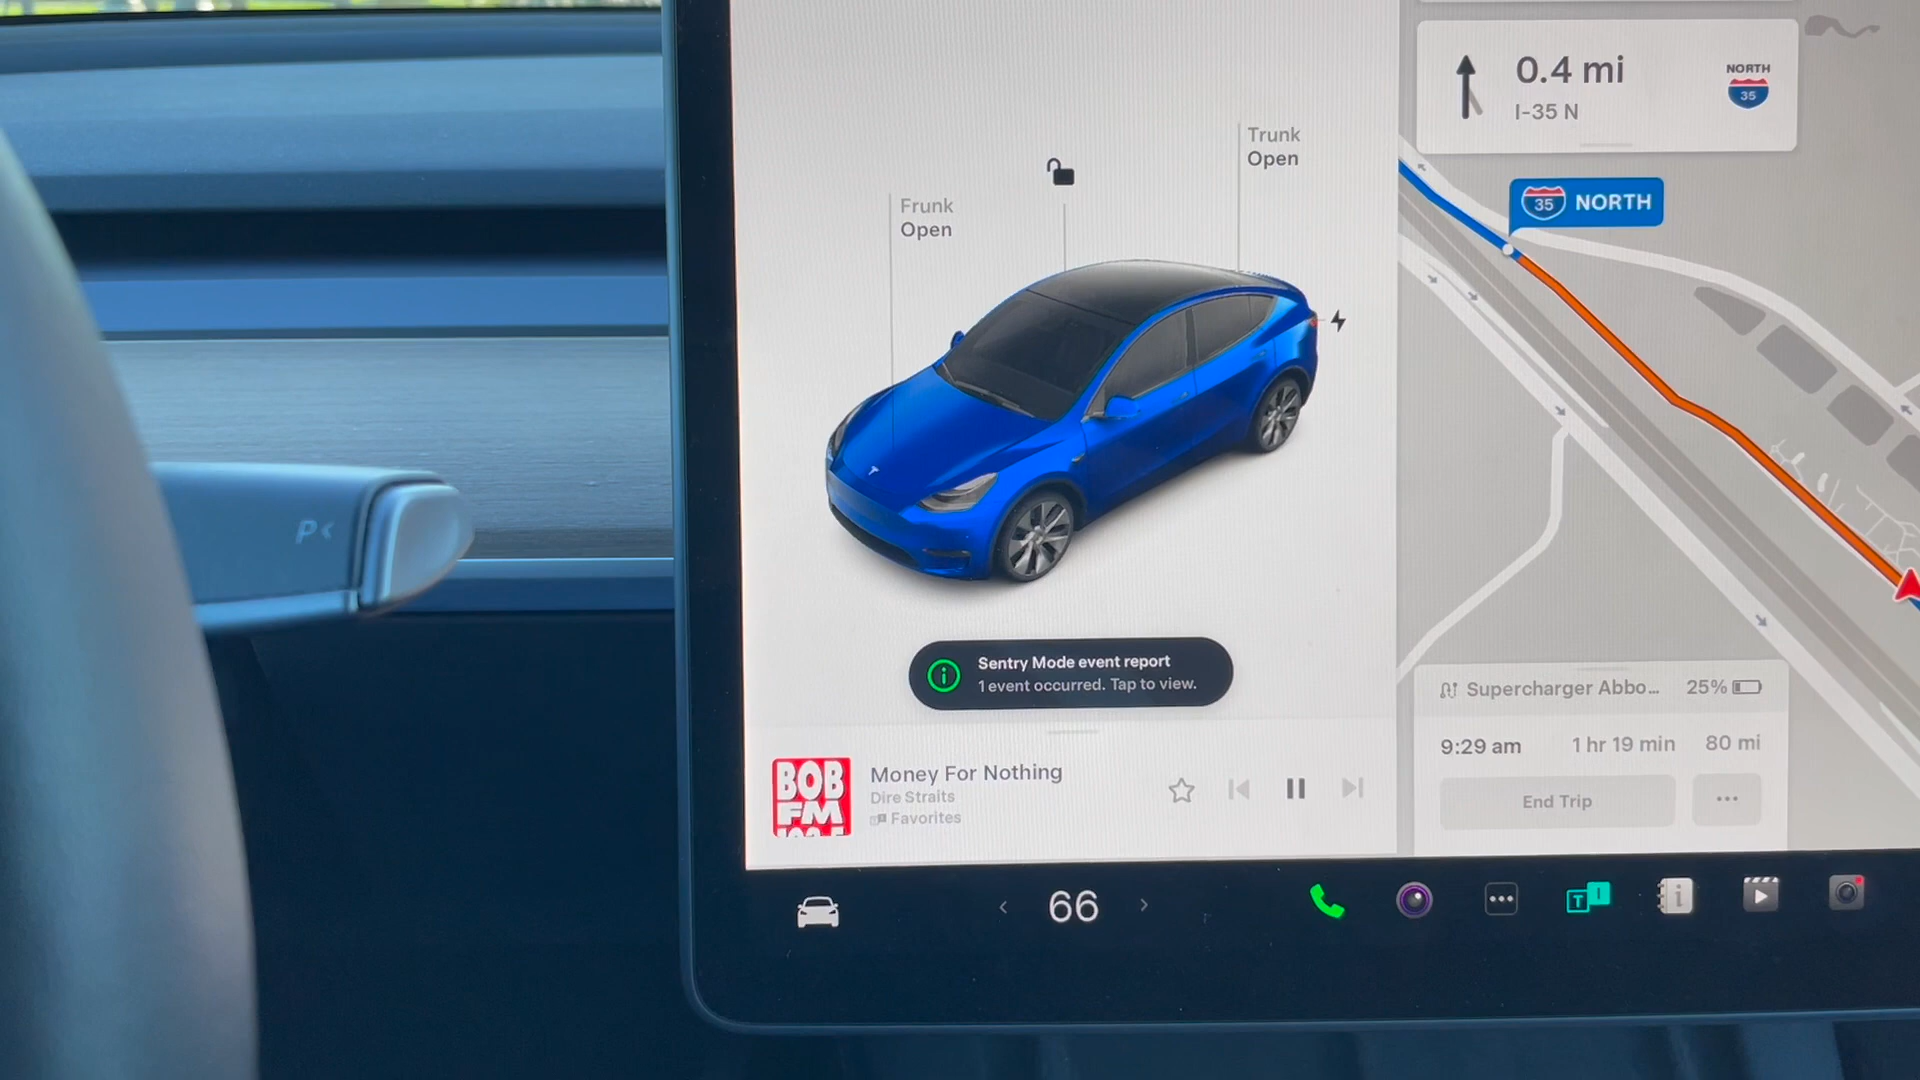 0.4 mi
I-35 N
NORTH
35
35 NORTH
Trunk
Open
Frunk
Open
P<
Sentry Mode event report
1 event occurred. Tap to view.
Supercharger Abbo...
25%
9:29 am
1 hr 19 min
80 mi
End Trip
...
BOB
FM
Money For Nothing
Dire Straits
Favorites
< 66 >
T I
i